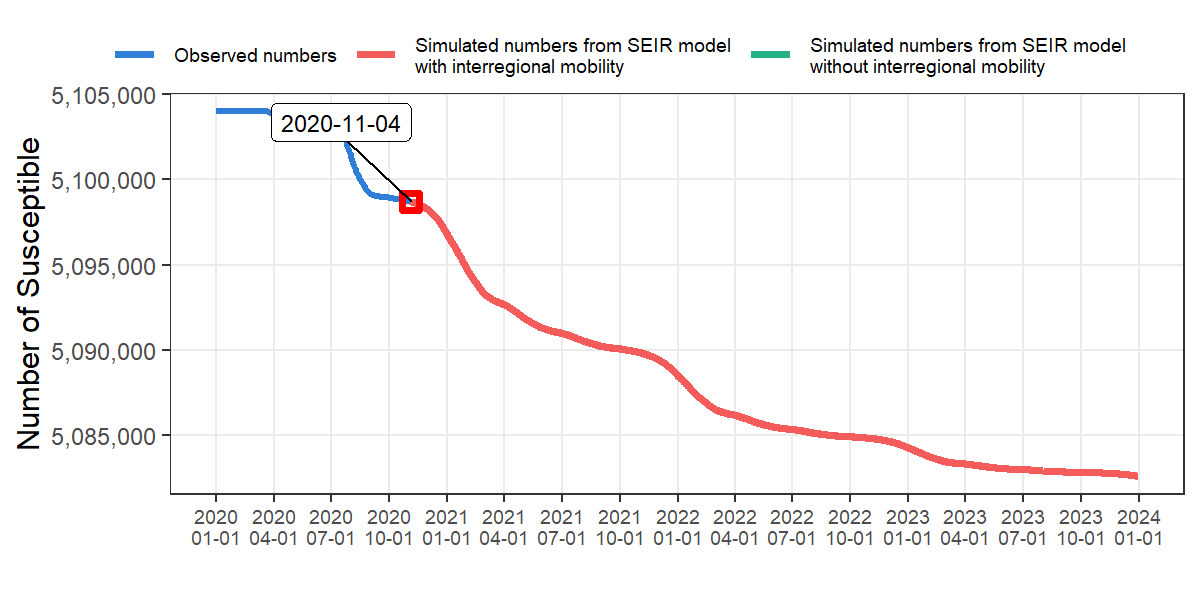 Observed numbers
Simulated numbers from SEIR model
with interregional mobility
Simulated numbers from SEIR model
without interregional mobility
Number of Susceptible
5,105,000
5,100,000
5,095,000
5,090,000
5,085,000
2020-11-04
2020 2020 2020 2020 2021 2021 2021 2021 2022 2022 2022 2022 2023 2023 2023 2023 2024
01-01 04-01 07-01 10-01 01-01 04-01 07-01 10-01 01-01 04-01 07-01 10-01 01-01 04-01 07-01 10-01 01-01